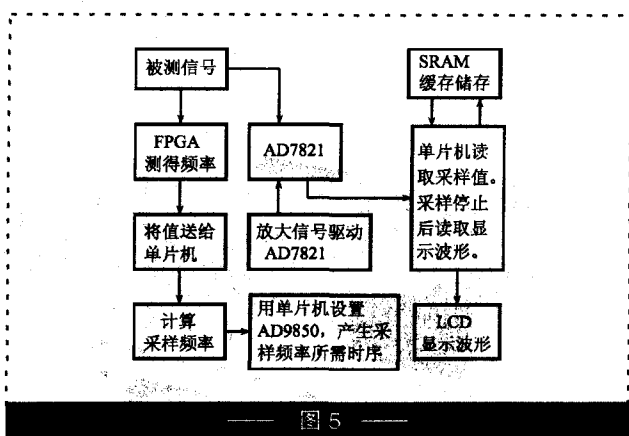 被测信号
SRAM
缓存储存
FPGA
测得频率
AD7821
单片机读
取采样值。
采样停止
后读取显
示波形。
将值送给
单片机
放大信号驱动
AD7821
计算
采样频率
用单片机设置
AD9850，产生采
样频率所需时序
LCD
显示波形
图 5